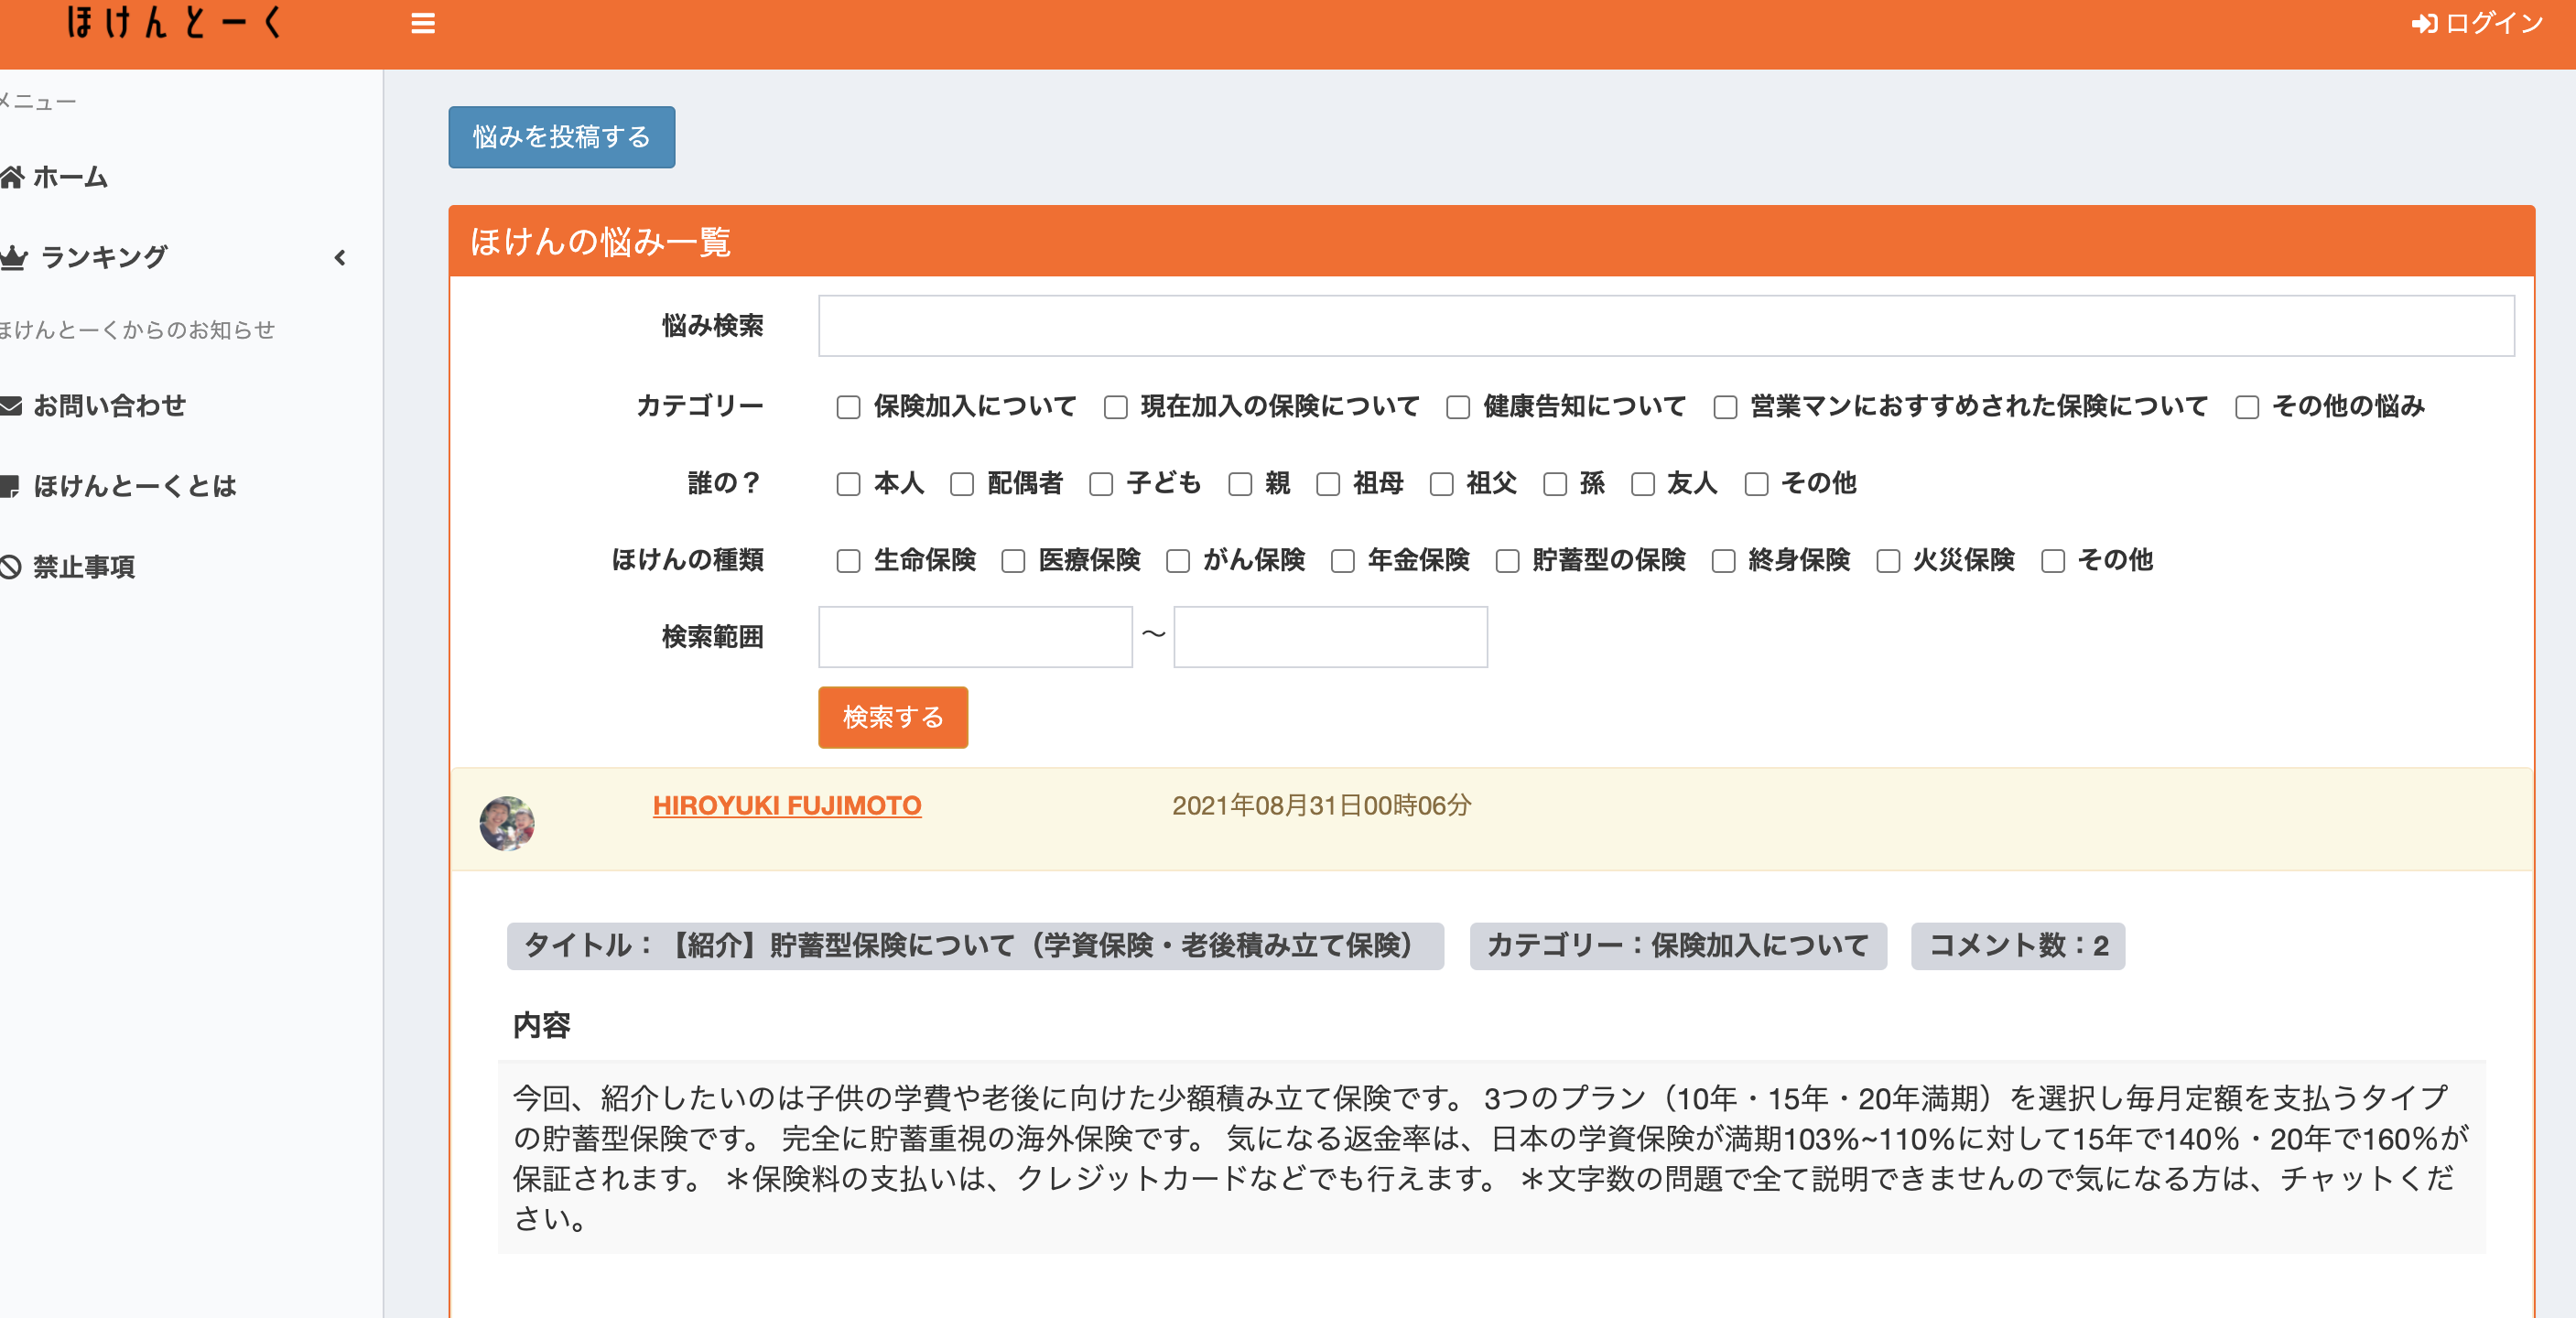 ほけんとーく
ログイン
メニュー
ホーム
ランキング
ほけんとーくからのお知らせ
お問い合わせ
ほけんとーくとは
禁止事項
悩みを投稿する
ほけんの悩み一覧
悩み検索
カテゴリー 保険加入について 現在加入の保険について 健康告知について 営業マンにおすすめされた保険について その他の悩み
誰の？ 本人 配偶者 子ども 親 祖母 祖父 孫 友人 その他
ほけんの種類 生命保険 医療保険 がん保険 年金保険 貯蓄型の保険 終身保険 火災保険 その他
検索範囲 〜
検索する
HIROYUKI FUJIMOTO 2021年08月31日00時06分
タイトル：【紹介】貯蓄型保険について（学資保険・老後積み立て保険） カテゴリー：保険加入について コメント数：2
内容
今回、紹介したいのは子供の学費や老後に向けた少額積み立て保険です。 3つのプラン（10年・15年・20年満期）を選択し毎月定額を支払うタイプ
の貯蓄型保険です。 完全に貯蓄重視の海外保険です。 気になる返金率は、日本の学資保険が満期103%~110%に対して15年で140％・20年で160％が
保証されます。 ＊保険料の支払いは、クレジットカードなどでも行えます。 ＊文字数の問題で全て説明できませんので気になる方は、チャットくだ
さい。